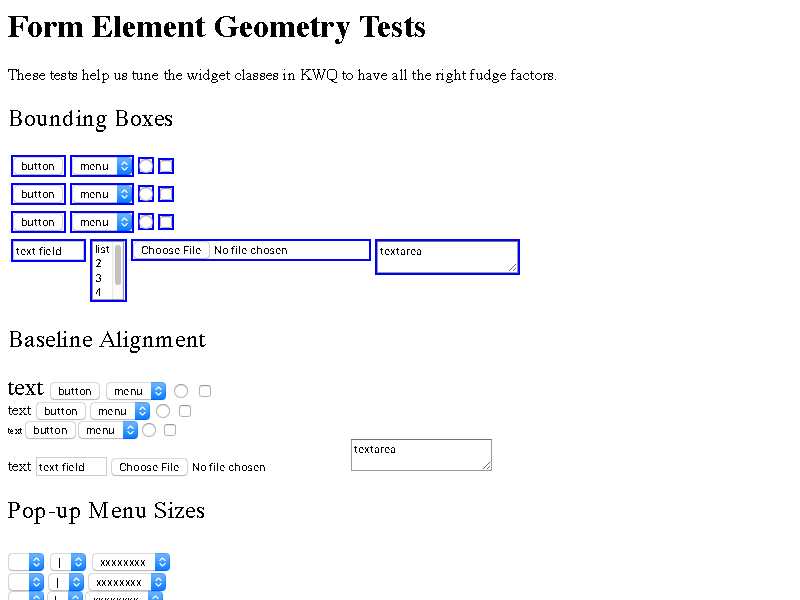 Form Element Geometry Tests
These tests help us tune the widget classes in KWQ to have all the right fudge factors.
Bounding Boxes
button menu
button menu
button menu
text field list Choose File No file chosen textarea
2
3
4
Baseline Alignment
text button menu
text button menu
text button menu
textarea
text text field Choose File No file chosen
Pop-up Menu Sizes
| xxxxxxxx
| xxxxxxxx
| xxxxxxxx